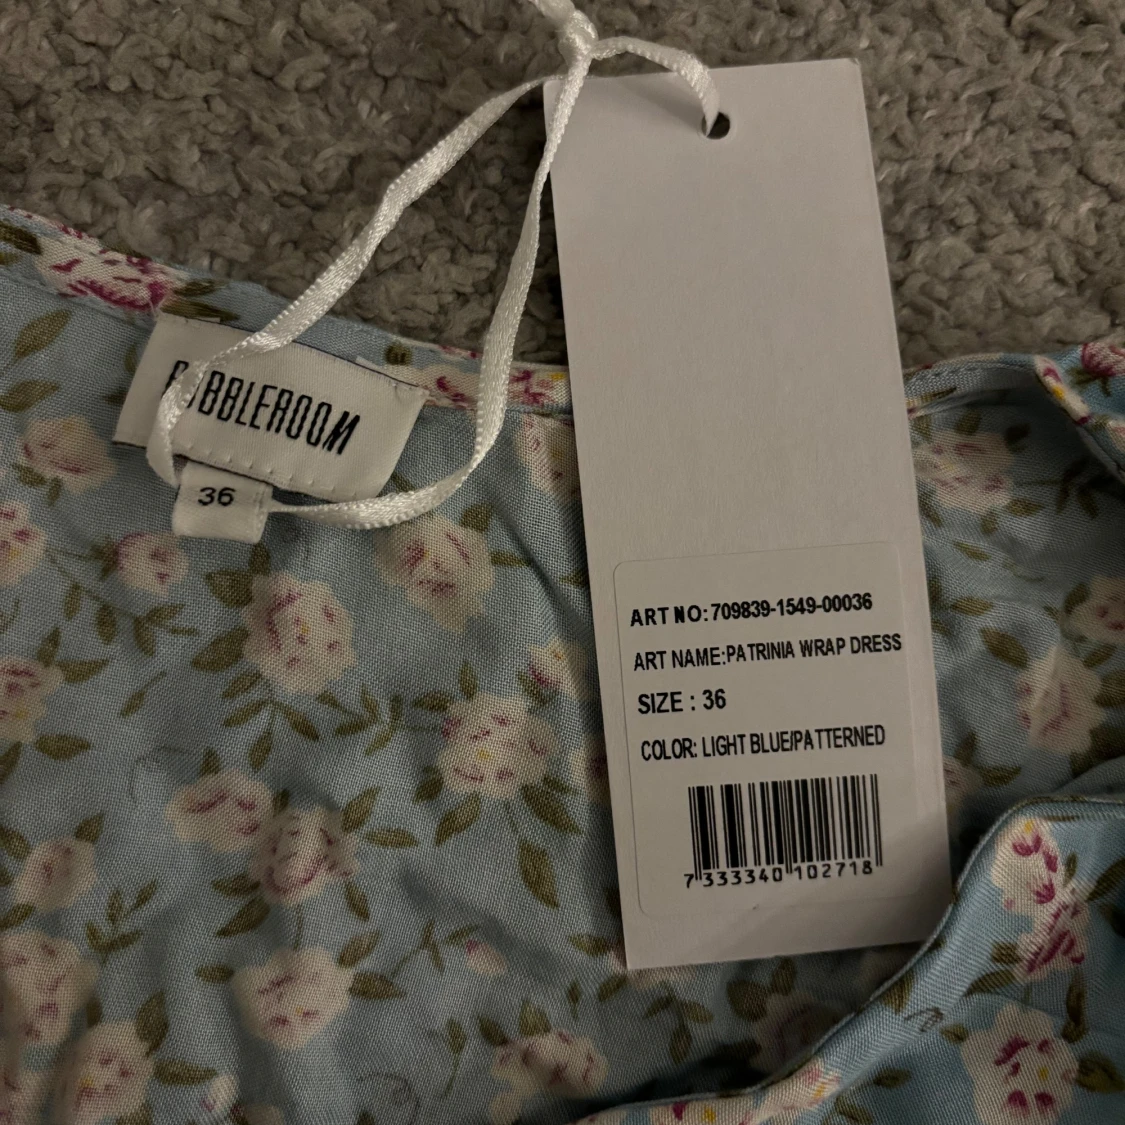 BUBBLEROOM
36
ART NO:709839-1549-00036
ART NAME:PATRINIA WRAP DRESS
SIZE : 36
COLOR: LIGHT BLUE/PATTERNED
7 333340 102718